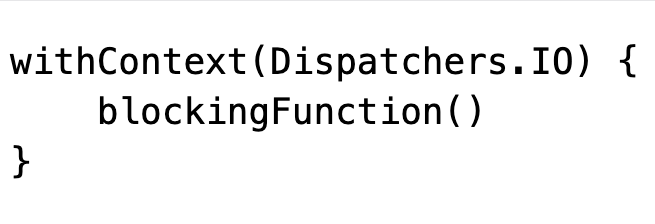 withContext(Dispatchers.IO) {
    blockingFunction()
}